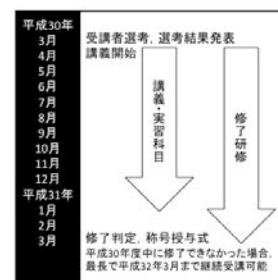 平成30年
3月
受講者選考，選考結果発表
4月
講義開始
5月
6月
7月
8月
9月
10月
11月
12月
講義・実習科目
修了研修
平成31年
1月
2月
3月
修了判定，称号授与式
平成30年度中に修了できなかった場合，
最長で平成32年3月まで継続受講可能